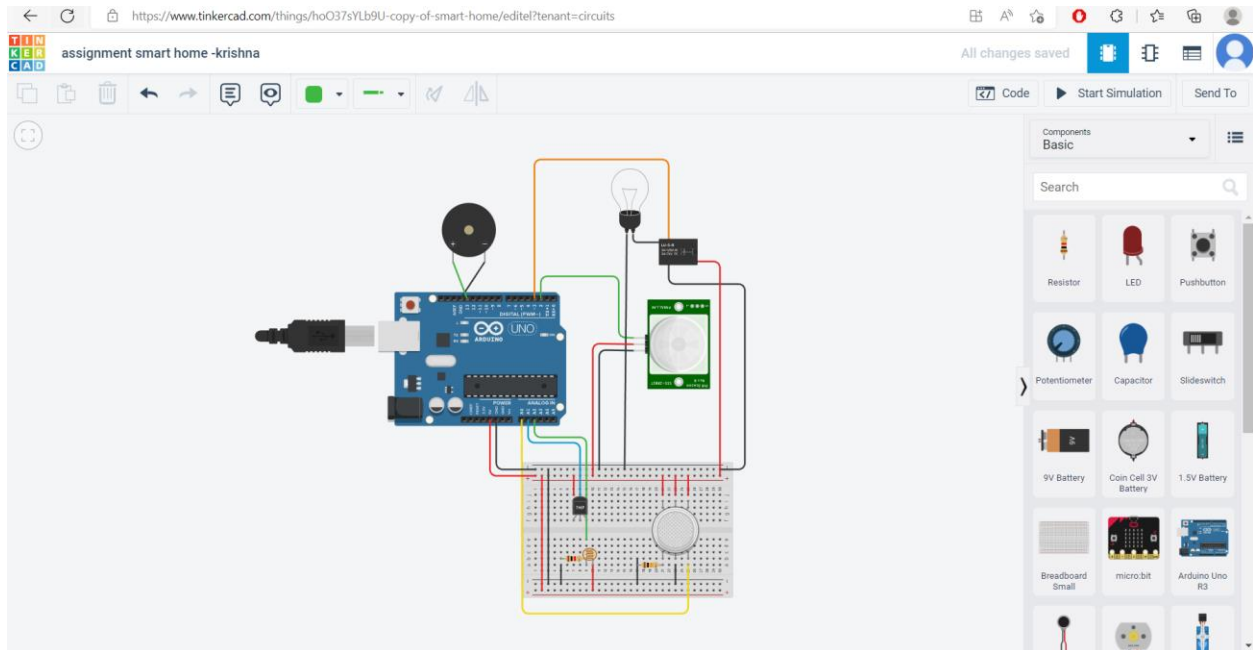 https://www.tinkercad.com/things/hoO37sYLb9U-copy-of-smart-home/editel?tenant=circuits
TIN
KER
CAD
assignment smart home -krishna
All changes saved
Code
Start Simulation
Send To
Components
Basic
Search
Resistor
LED
Pushbutton
Potentiometer
Capacitor
Slideswitch
9V
9V Battery
Coin Cell 3V
Battery
1.5V Battery
Breadboard
Small
micro:bit
Arduino Uno
R3
DIGITAL (PWM~)
UNO
ARDUINO
POWER
ANALOG IN
TMP